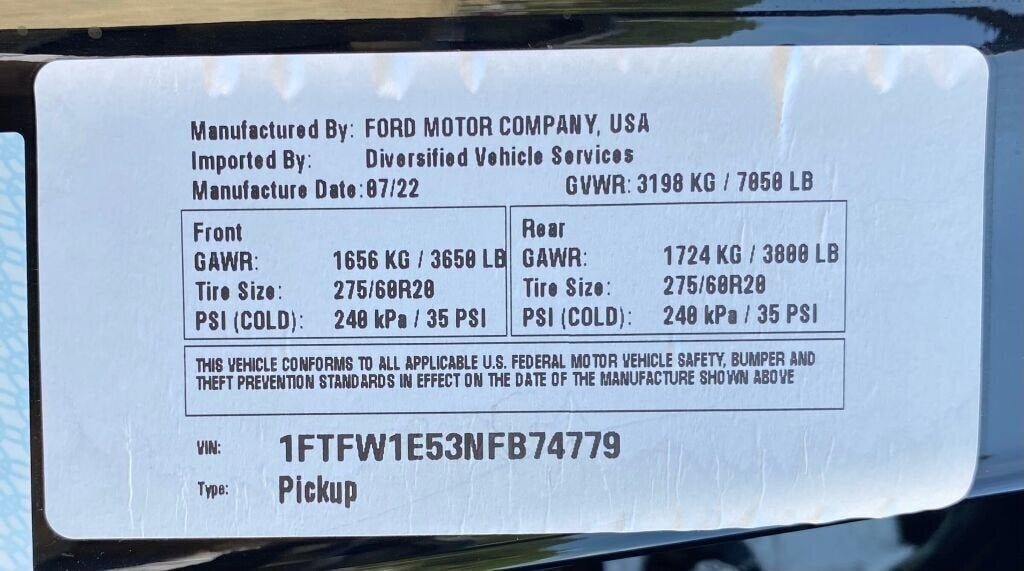 Manufactured By: FORD MOTOR COMPANY, USA
Imported By: Diversified Vehicle Services
Manufacture Date: 07/22 GVWR: 3198 KG / 7050 LB
Front
GAWR: 1656 KG / 3650 LB
Tire Size: 275/60R20
PSI (COLD): 240 kPa / 35 PSI
Rear
GAWR: 1724 KG / 3800 LB
Tire Size: 275/60R20
PSI (COLD): 240 kPa / 35 PSI
THIS VEHICLE CONFORMS TO ALL APPLICABLE U.S. FEDERAL MOTOR VEHICLE SAFETY, BUMPER AND
THEFT PREVENTION STANDARDS IN EFFECT ON THE DATE OF THE MANUFACTURE SHOWN ABOVE
VIN: 1FTFW1E53NFB74779
Type: Pickup